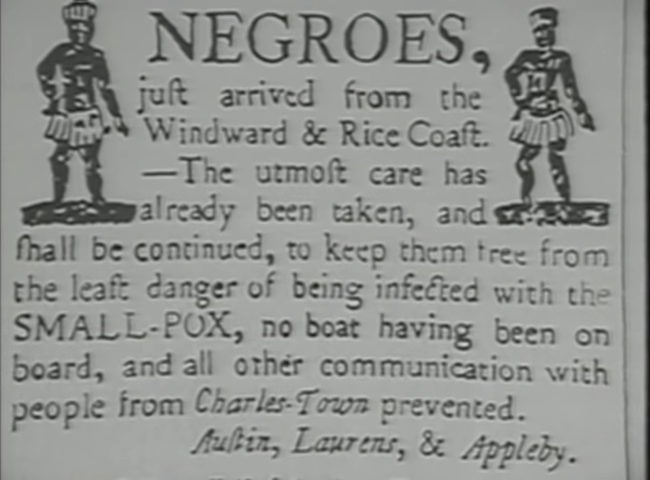 NEGROES,
juſt arrived from the
Windward & Rice Coaſt.
—The utmoſt care has
already been taken, and
ſhall be continued, to keep them free from
the leaſt danger of being infected with the
SMALL-POX, no boat having been on
board, and all other communication with
people from Charles-Town prevented.
Auſtin, Laurens, & Appleby.